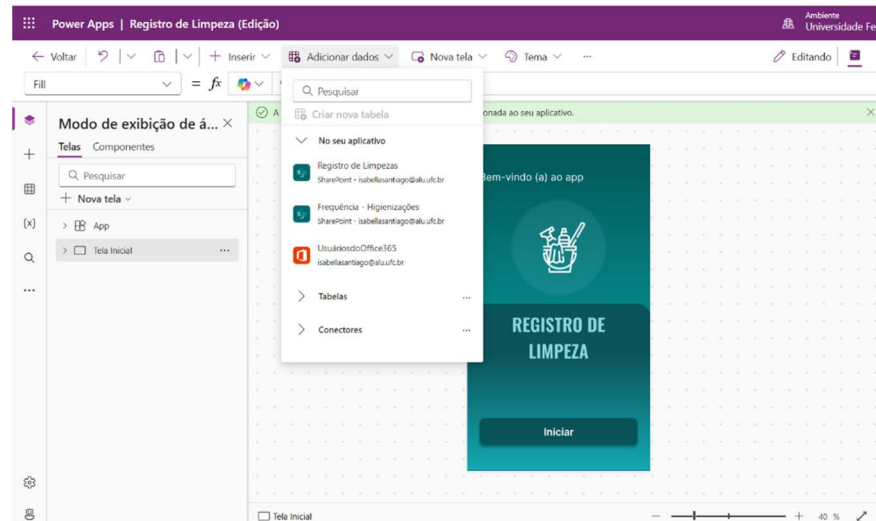 Power Apps | Registro de Limpeza (Edição)
Ambiente
Universidade Fe
Voltar
Inserir
Adicionar dados
Nova tela
Tema
...
Editando
Fill
= fx
Pesquisar
Criar nova tabela
A
onada ao seu aplicativo.
Modo de exibição de á...
Telas Componentes
Pesquisar
Nova tela
App
Tela Inicial ...
No seu aplicativo
Registro de Limpezas
SharePoint - isabellasantiago@alu.ufc.br
Frequência - Higienizações
SharePoint - isabellasantiago@alu.ufc.br
UsuáriosdoOffice365
isabellasantiago@alu.ufc.br
Tabelas ...
Conectores ...
Bem-vindo (a) ao app
REGISTRO DE
LIMPEZA
Iniciar
Tela Inicial
40 %